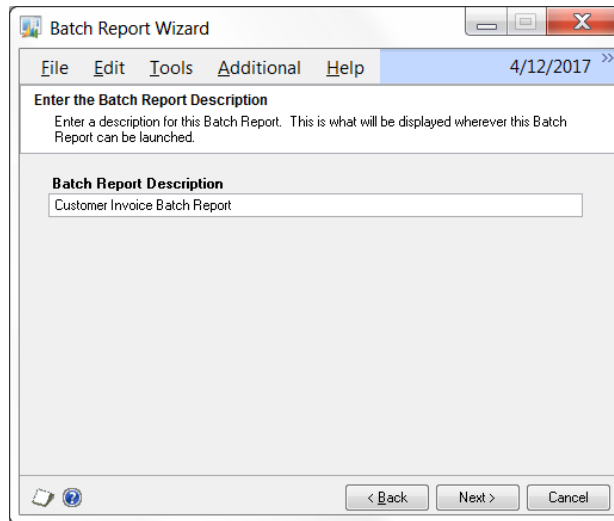 Batch Report Wizard
File Edit Tools Additional Help 4/12/2017 »
Enter the Batch Report Description
Enter a description for this Batch Report. This is what will be displayed wherever this Batch
Report can be launched.
Batch Report Description
Customer Invoice Batch Report
< Back Next > Cancel